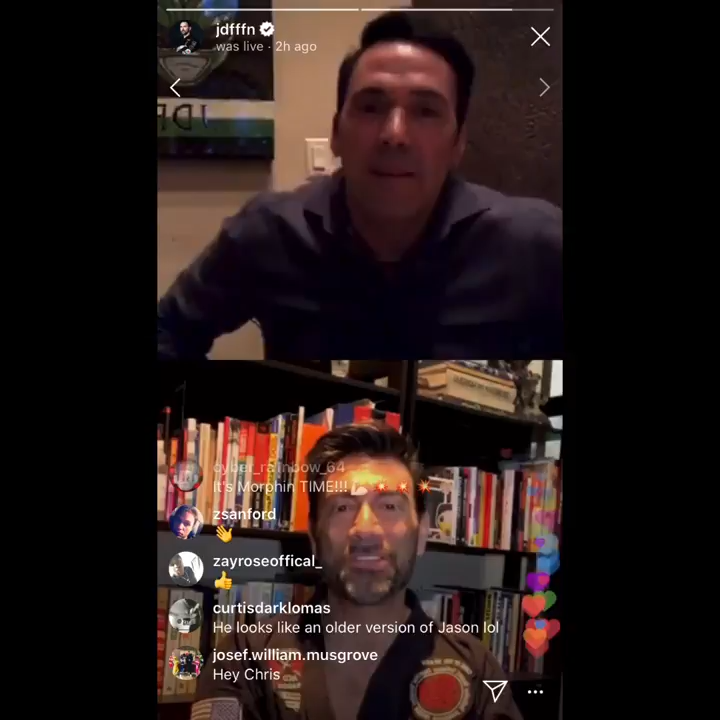 jdfffn
was live · 2h ago
cyber_rainbow_64
It's Morphin TIME!!! 💪🏻💥💥💥
zsanford
👋
zayroseoffical_
👍
curtisdarklomas
He looks like an older version of Jason lol
josef.william.musgrove
Hey Chris